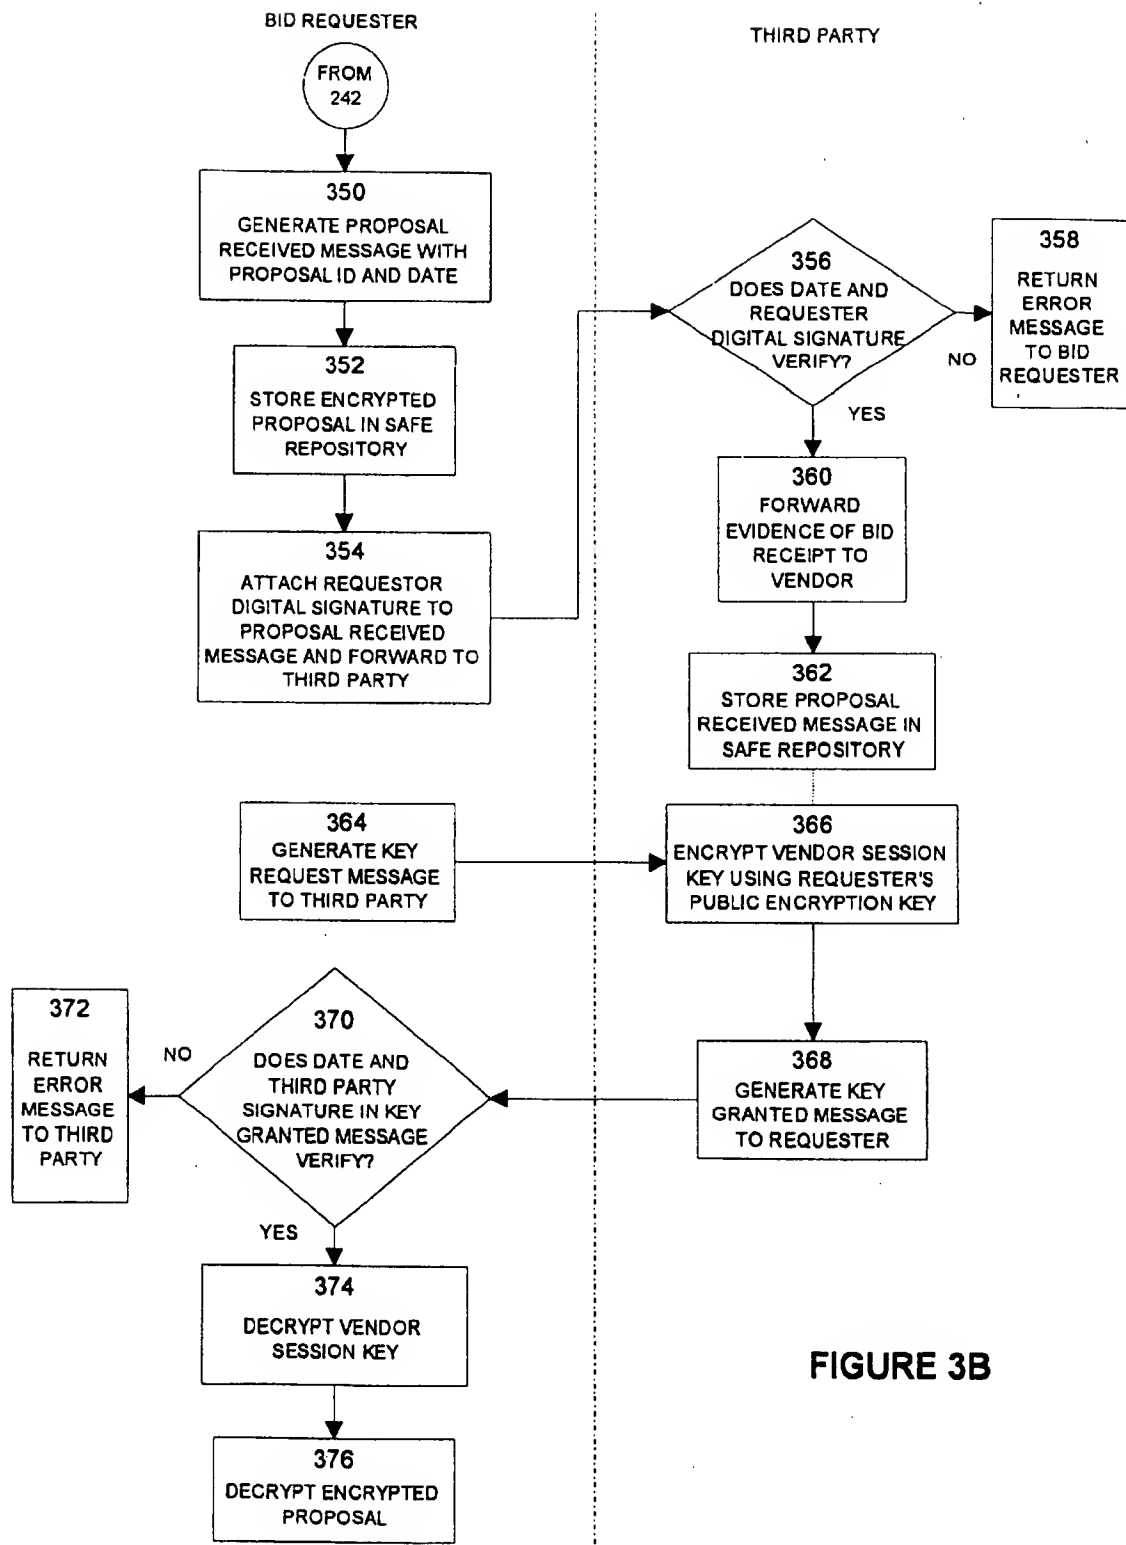 BID REQUESTER
THIRD PARTY
FROM
242
350
GENERATE PROPOSAL
RECEIVED MESSAGE WITH
PROPOSAL ID AND DATE
352
STORE ENCRYPTED
PROPOSAL IN SAFE
REPOSITORY
354
ATTACH REQUESTOR
DIGITAL SIGNATURE TO
PROPOSAL RECEIVED
MESSAGE AND FORWARD TO
THIRD PARTY
356
DOES DATE AND
REQUESTER
DIGITAL SIGNATURE
VERIFY?
NO
YES
358
RETURN
ERROR
MESSAGE
TO BID
REQUESTER
360
FORWARD
EVIDENCE OF BID
RECEIPT TO
VENDOR
362
STORE PROPOSAL
RECEIVED MESSAGE IN
SAFE REPOSITORY
364
GENERATE KEY
REQUEST MESSAGE
TO THIRD PARTY
366
ENCRYPT VENDOR SESSION
KEY USING REQUESTER'S
PUBLIC ENCRYPTION KEY
368
GENERATE KEY
GRANTED MESSAGE
TO REQUESTER
370
DOES DATE AND
THIRD PARTY
SIGNATURE IN KEY
GRANTED MESSAGE
VERIFY?
NO
YES
372
RETURN
ERROR
MESSAGE
TO THIRD
PARTY
374
DECRYPT VENDOR
SESSION KEY
376
DECRYPT ENCRYPTED
PROPOSAL
FIGURE 3B